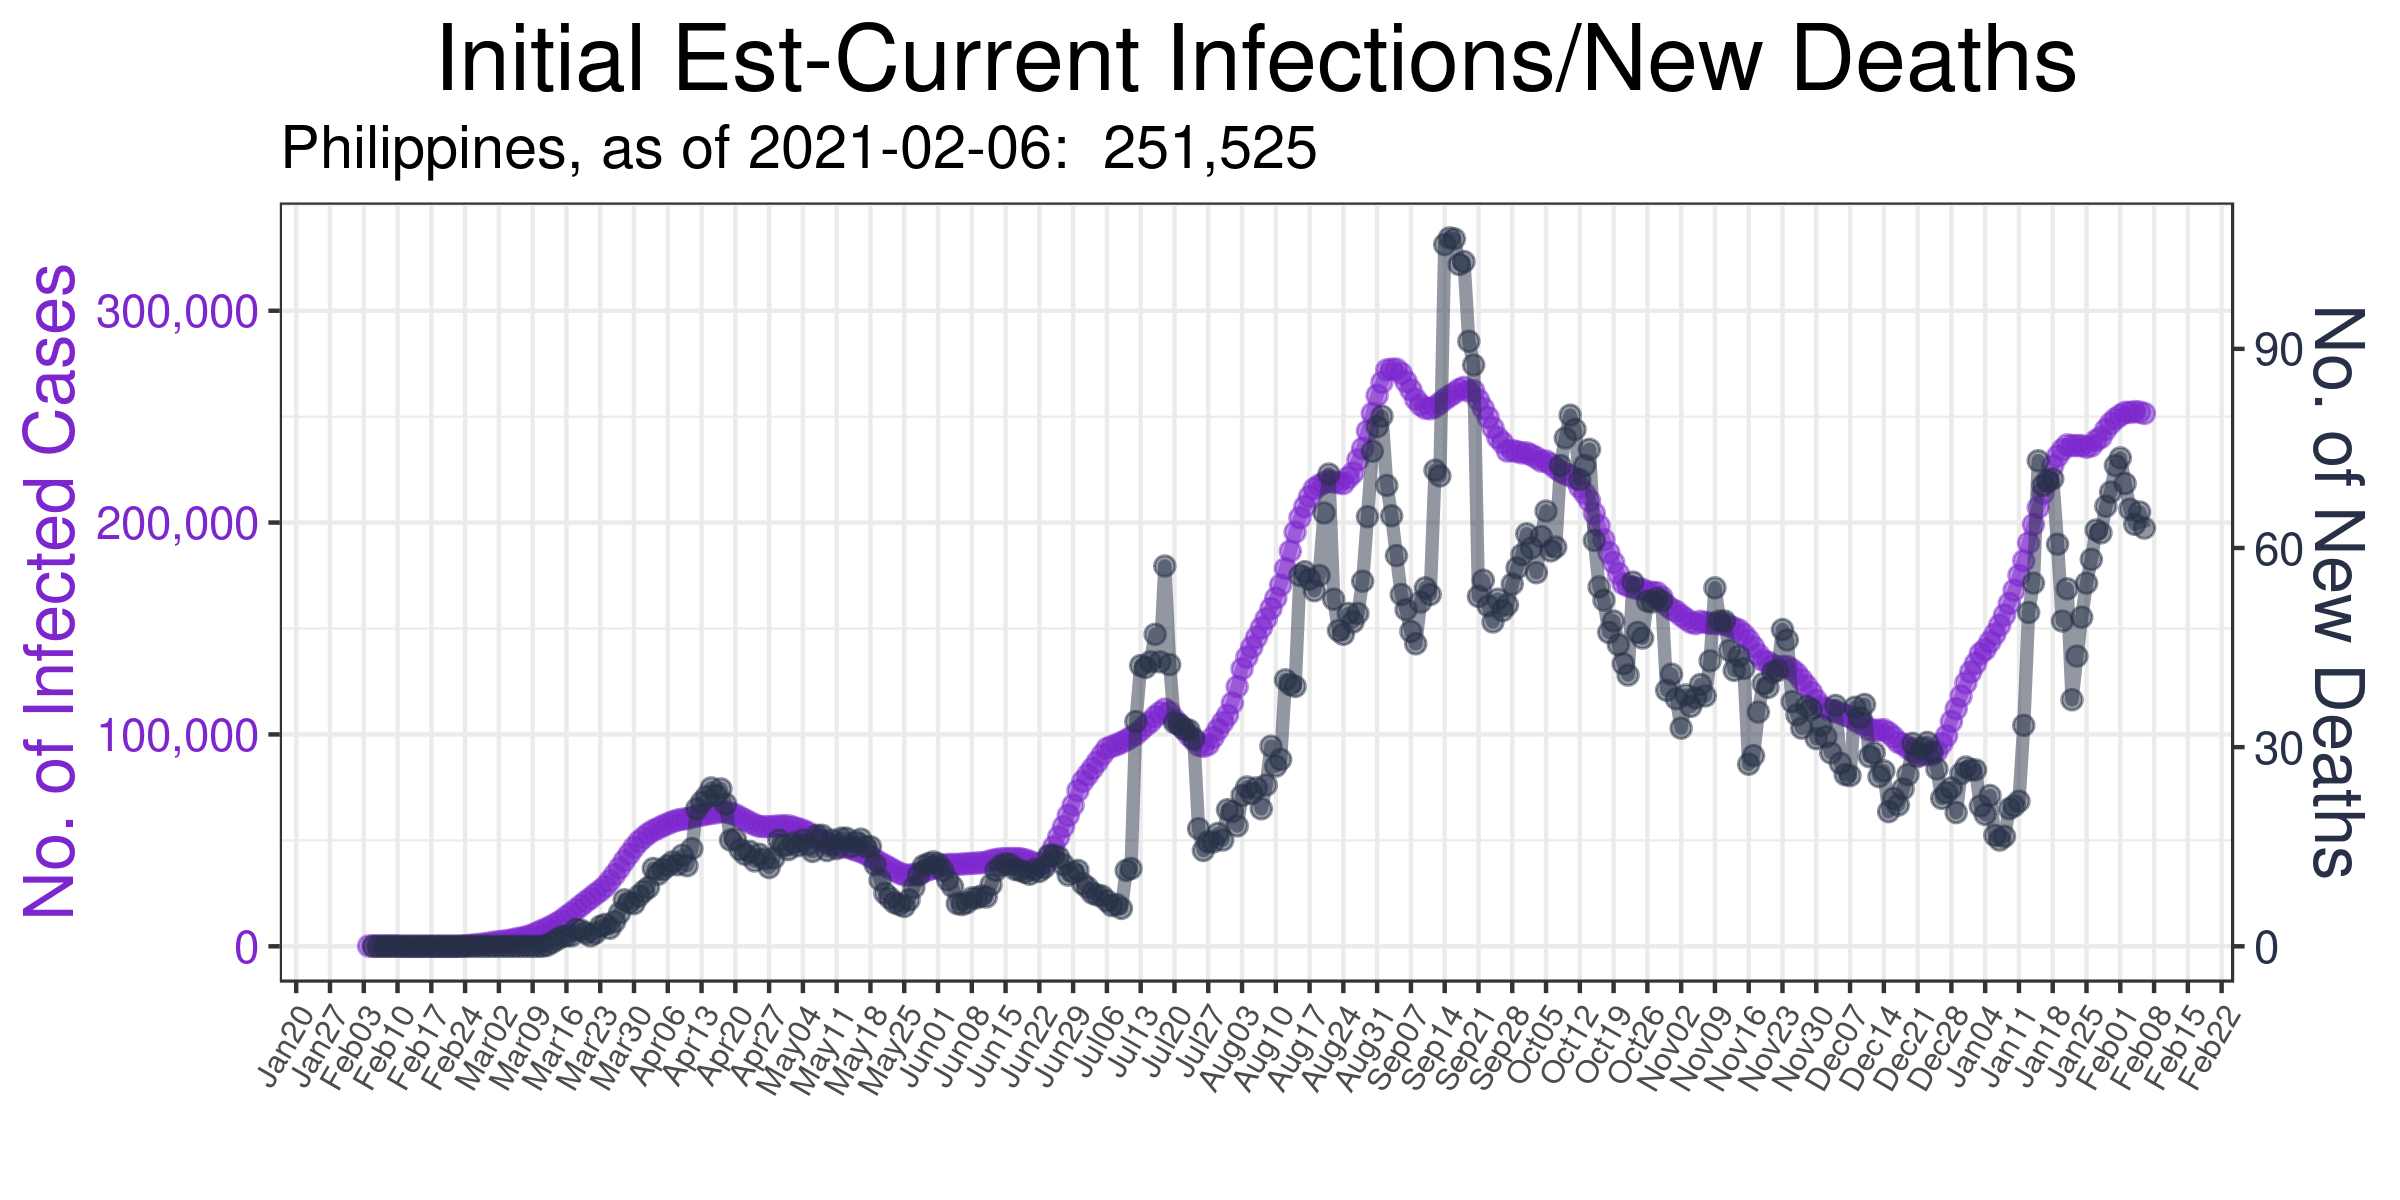 Initial Est-Current Infections/New Deaths
Philippines, as of 2021-02-06: 251,525
No. of Infected Cases
300,000
200,000
100,000
0
90
60
30
0
No. of New Deaths
Jan20
Jan27
Feb03
Feb10
Feb17
Feb24
Mar02
Mar09
Mar16
Mar23
Mar30
Apr06
Apr13
Apr20
Apr27
May04
May11
May18
May25
Jun01
Jun08
Jun15
Jun22
Jun29
Jul06
Jul13
Jul20
Jul27
Aug03
Aug10
Aug17
Aug24
Aug31
Sep07
Sep14
Sep21
Sep28
Oct05
Oct12
Oct19
Oct26
Nov02
Nov09
Nov16
Nov23
Nov30
Nov07
Dec14
Dec21
Dec28
Dec04
Jan11
Jan18
Jan25
Feb01
Feb08
Feb15
Feb22